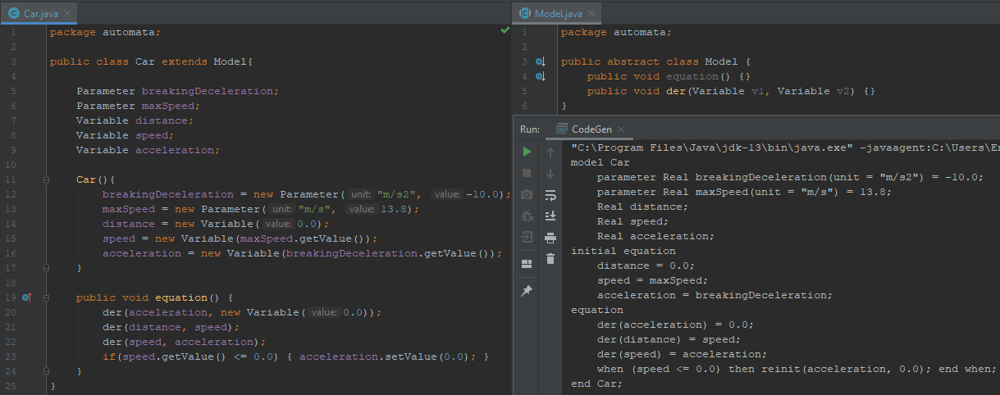 Car.java
1 package automata;
2
3 public class Car extends Model{
4
5 Parameter breakingDeceleration;
6 Parameter maxSpeed;
7 Variable distance;
8 Variable speed;
9 Variable acceleration;
10
11 Car(){
12 breakingDeceleration = new Parameter( unit: "m/s2", value: -10.0);
13 maxSpeed = new Parameter( unit: "m/s", value: 13.8);
14 distance = new Variable( value: 0.0);
15 speed = new Variable(maxSpeed.getValue());
16 acceleration = new Variable(breakingDeceleration.getValue());
17 }
18
19 public void equation() {
20 der(acceleration, new Variable( value: 0.0));
21 der(distance, speed);
22 der(speed, acceleration);
23 if(speed.getValue() <= 0.0) { acceleration.setValue(0.0); }
24 }
25 }
Model.java
1 package automata;
2
3 public abstract class Model {
4 public void equation() {}
5 public void der(Variable v1, Variable v2) {}
6 }
Run: CodeGen
"C:\Program Files\Java\jdk-13\bin\java.exe" -javaagent:C:\Users\En
model Car
parameter Real breakingDeceleration(unit = "m/s2") = -10.0;
parameter Real maxSpeed(unit = "m/s") = 13.8;
Real distance;
Real speed;
Real acceleration;
initial equation
distance = 0.0;
speed = maxSpeed;
acceleration = breakingDeceleration;
equation
der(acceleration) = 0.0;
der(distance) = speed;
der(speed) = acceleration;
when (speed <= 0.0) then reinit(acceleration, 0.0); end when;
end Car;